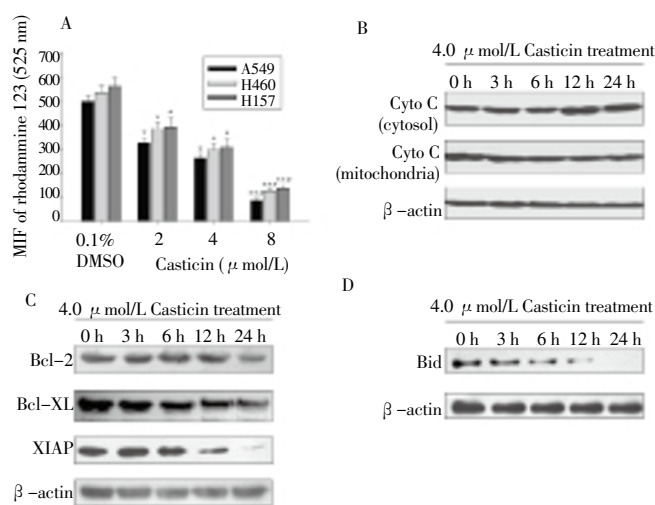 A
MIF of rhodammine 123 (525 nm)
700
600
500
400
300
200
100
0
A549
H460
H157
0.1%
DMSO
2
4
8
Casticin ( μ mol/L)
B
4.0 μ mol/L Casticin treatment
0 h 3 h 6 h 12 h 24 h
Cyto C
(cytosol)
Cyto C
(mitochondria)
β -actin
C
4.0 μ mol/L Casticin treatment
0 h 3 h 6 h 12 h 24 h
Bcl-2
Bcl-XL
XIAP
β -actin
D
4.0 μ mol/L Casticin treatment
0 h 3 h 6 h 12 h 24 h
Bid
β -actin